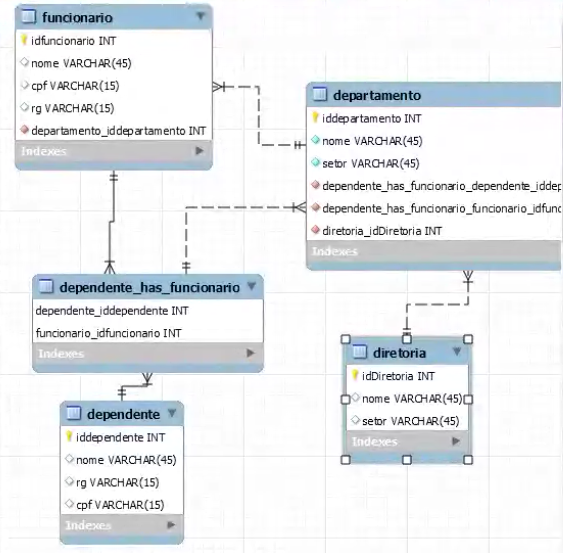 funcionario
idfuncionario INT
nome VARCHAR(45)
cpf VARCHAR(15)
rg VARCHAR(15)
departamento_iddepartamento INT
Indexes
departamento
iddepartamento INT
nome VARCHAR(45)
setor VARCHAR(45)
dependente_has_funcionario_dependente_iddep
dependente_has_funcionario_funcionario_idfunc
diretoria_idDiretoria INT
Indexes
dependente_has_funcionario
dependente_iddependente INT
funcionario_idfuncionario INT
Indexes
diretoria
idDiretoria INT
nome VARCHAR(45)
setor VARCHAR(45)
Indexes
dependente
iddependente INT
nome VARCHAR(45)
rg VARCHAR(15)
cpf VARCHAR(15)
Indexes